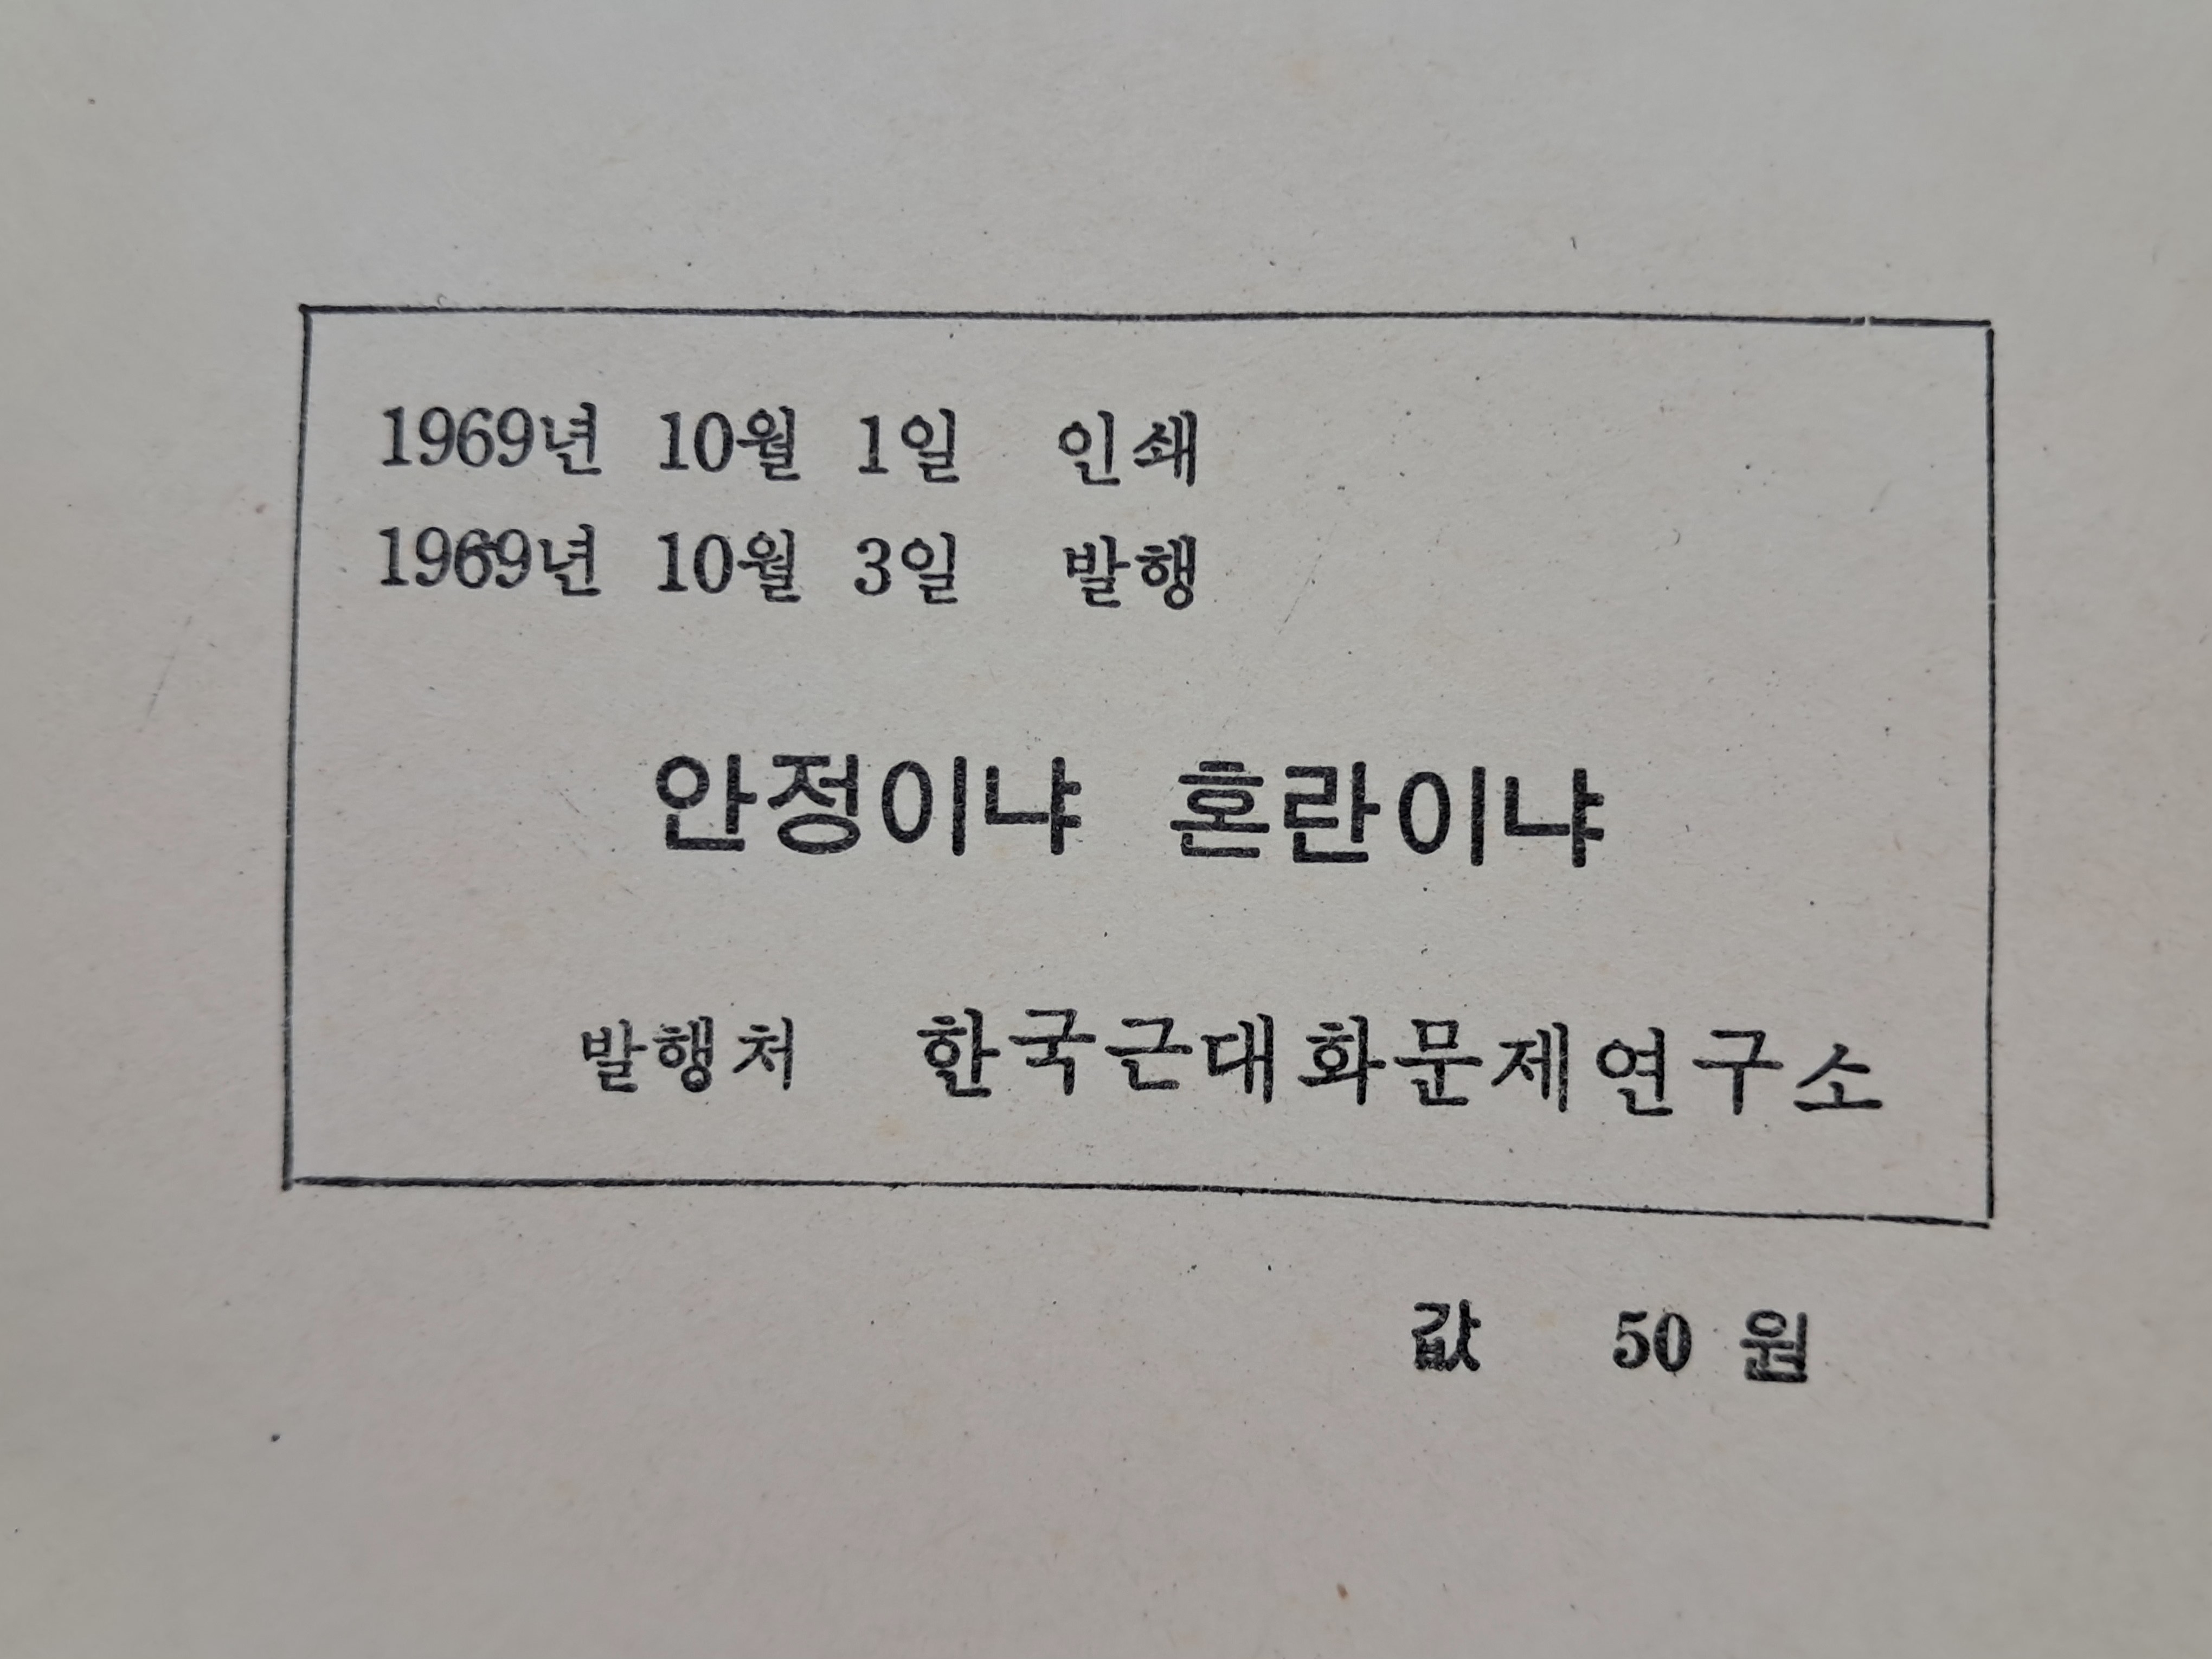 1969년 10월 1일 인쇄
1969년 10월 3일 발행
안정이냐 혼란이냐
발행처 한국근대화문제연구소
값 50 원